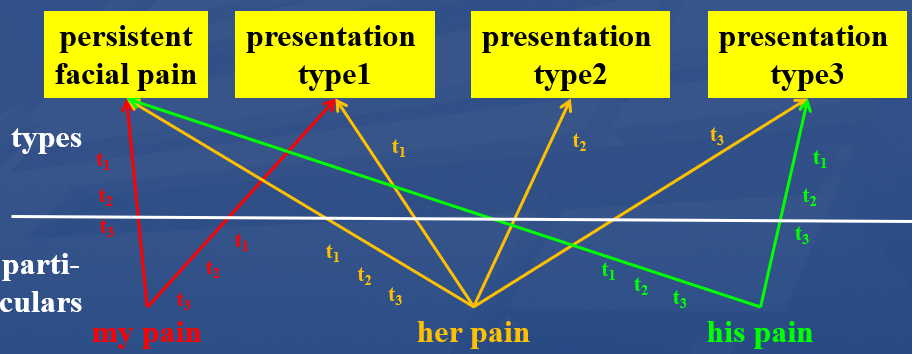 persistent
facial pain
presentation
type1
presentation
type2
presentation
type3
types
t1
t2
t3
t1
t2
t3
t1
t2
t3
t1
t2
t3
t1
t2
t3
t1
t2
t3
parti-
culars
my pain
her pain
his pain